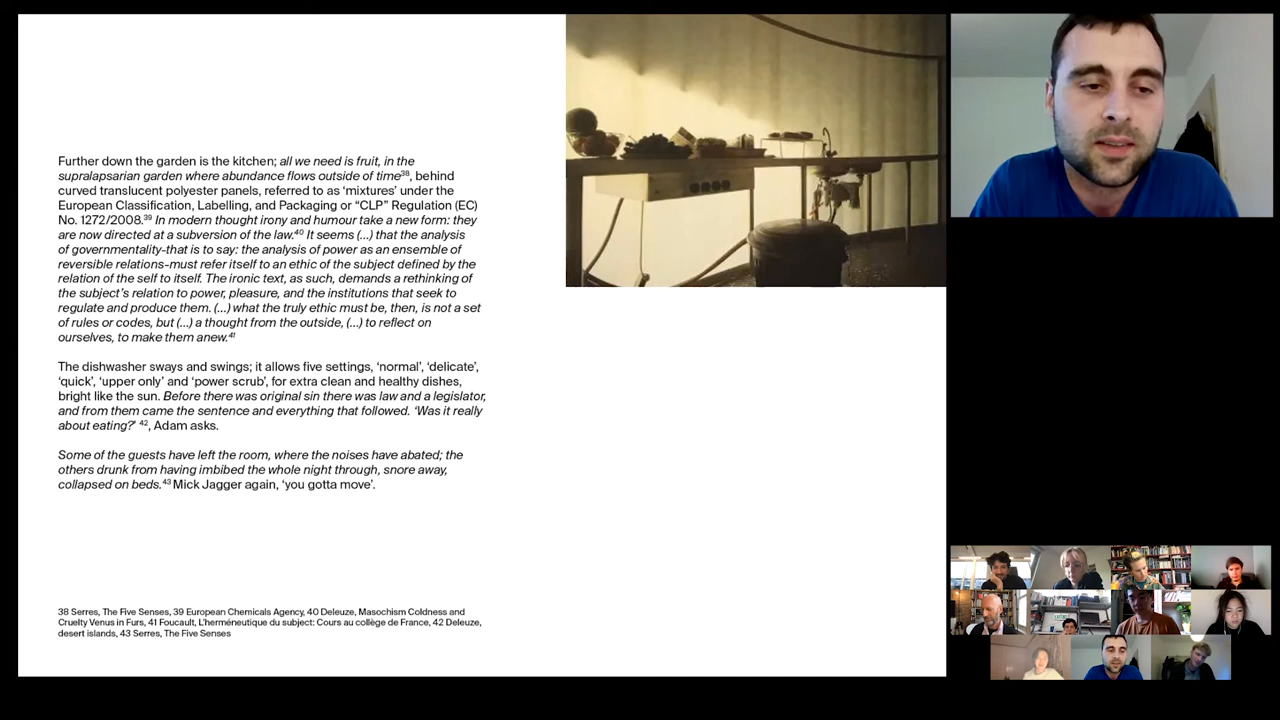 Further down the garden is the kitchen; all we need is fruit, in the
supralapsarian garden where abundance flows outside of time³⁸, behind
curved translucent polyester panels, referred to as ‘mixtures’ under the
European Classification, Labelling, and Packaging or “CLP” Regulation (EC)
No. 1272/2008.³⁹ In modern thought irony and humour take a new form: they
are now directed at a subversion of the law.⁴⁰ It seems (...) that the analysis
of governmentality-that is to say: the analysis of power as an ensemble of
reversible relations-must refer itself to an ethic of the subject defined by the
relation of the self to itself. The ironic text, as such, demands a rethinking of
the subject’s relation to power, pleasure, and the institutions that seek to
regulate and produce them. (...) what the truly ethic must be, then, is not a set
of rules or codes, but (...) a thought from the outside, (...) to reflect on
ourselves, to make them anew.⁴¹
The dishwasher sways and swings; it allows five settings, ‘normal’, ‘delicate’,
‘quick’, ‘upper only’ and ‘power scrub’, for extra clean and healthy dishes,
bright like the sun. Before there was original sin there was law and a legislator,
and from them came the sentence and everything that followed. ‘Was it really
about eating?’ ⁴², Adam asks.
Some of the guests have left the room, where the noises have abated; the
others drunk from having imbibed the whole night through, snore away,
collapsed on beds.⁴³ Mick Jagger again, ‘you gotta move’.
38 Serres, The Five Senses, 39 European Chemicals Agency, 40 Deleuze, Masochism Coldness and
Cruelty Venus in Furs, 41 Foucault, L’herméneutique du subject: Cours au collège de France, 42 Deleuze,
desert islands, 43 Serres, The Five Senses